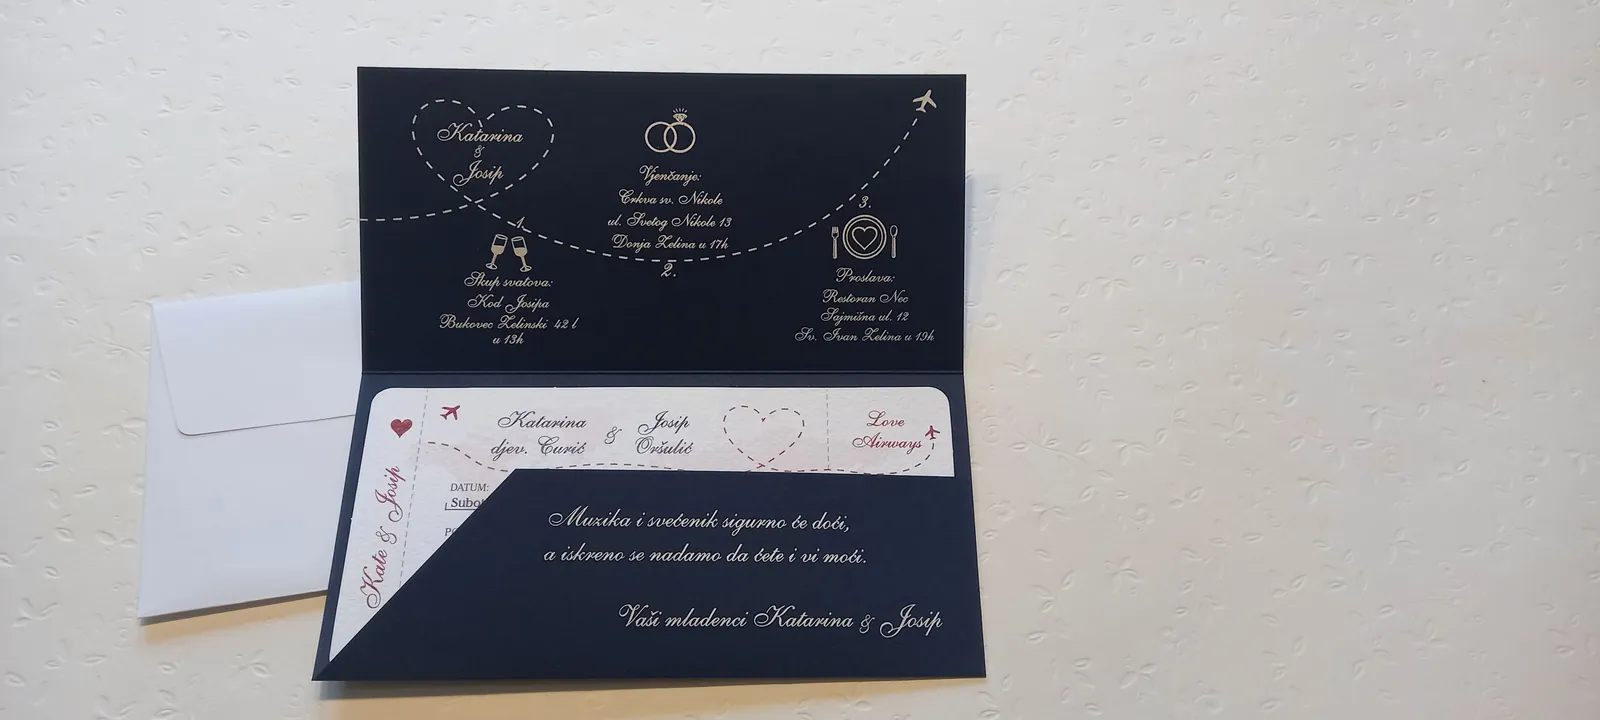 Katarina
&
Josip
1.
Skup svatova:
Kod Josipa
Bukovec Zelinski 42 l
u 13h
Vjenčanje:
Crkva sv. Nikole
ul. Svetog Nikole 13
Donja Zelina u 17h
2.
3.
Proslava:
Restoran Nec
Sajmišna ul. 12
Sv. Ivan Zelina u 19h
Kate & Josip
Katarina
djev. Curić
&
Josip
Oršulić
Love
Airways
DATUM:
Muzika i svećenik sigurno će doći,
a iskreno se nadamo da ćete i vi moći.
Vaši mladenci Katarina & Josip